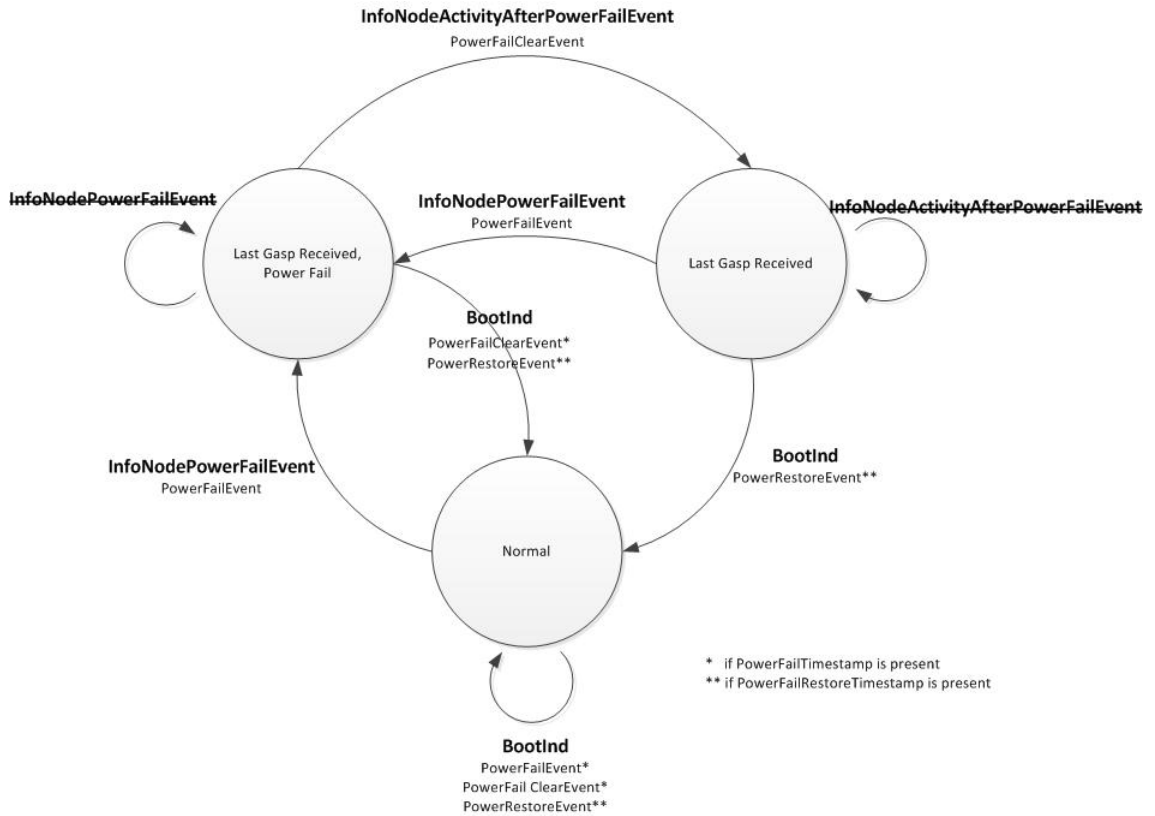 InfoNodeActivityAfterPowerFailEvent
PowerFailClearEvent
InfoNodePowerFailEvent
InfoNodePowerFailEvent
PowerFailEvent
InfoNodeActivityAfterPowerFailEvent
Last Gasp Received,
Power Fail
Last Gasp Received
BootInd
PowerFailClearEvent*
PowerRestoreEvent**
InfoNodePowerFailEvent
PowerFailEvent
BootInd
PowerRestoreEvent**
Normal
* if PowerFailTimestamp is present
** if PowerFailRestoreTimestamp is present
BootInd
PowerFailEvent*
PowerFail ClearEvent*
PowerRestoreEvent**